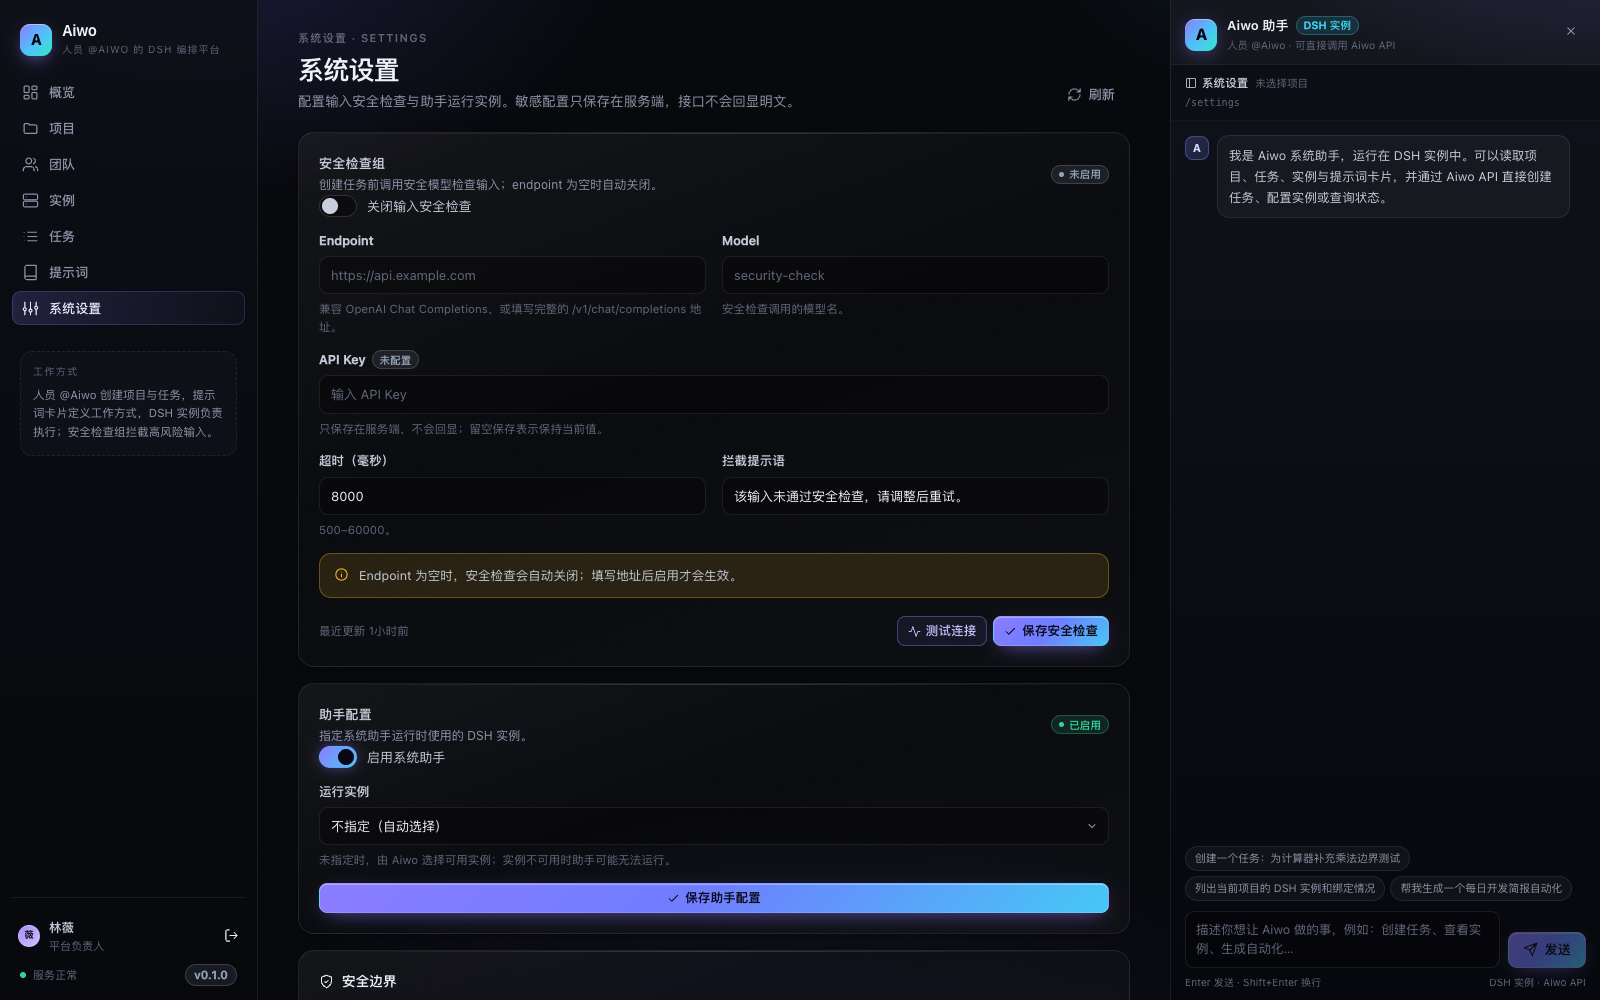 A
Aiwo
人员 @AIWO 的 DSH 编排平台
概览
项目
团队
实例
任务
提示词
系统设置
工作方式
人员 @Aiwo 创建项目与任务，提示
词卡片定义工作方式，DSH 实例负责
执行；安全检查组拦截高风险输入。
薇
林薇
平台负责人
服务正常
v0.1.0
系统设置 · SETTINGS
系统设置
配置输入安全检查与助手运行实例。敏感配置只保存在服务端，接口不会回显明文。
刷新
安全检查组
创建任务前调用安全模型检查输入；endpoint 为空时自动关闭。
未启用
关闭输入安全检查
Endpoint
https://api.example.com
兼容 OpenAI Chat Completions，或填写完整的 /v1/chat/completions 地
址。
Model
security-check
安全检查调用的模型名。
API Key
未配置
输入 API Key
只保存在服务端，不会回显；留空保存表示保持当前值。
超时（毫秒）
8000
500–60000。
拦截提示语
该输入未通过安全检查，请调整后重试。
Endpoint 为空时，安全检查会自动关闭；填写地址后启用才会生效。
最近更新 1小时前
测试连接
保存安全检查
助手配置
指定系统助手运行时使用的 DSH 实例。
已启用
启用系统助手
运行实例
不指定（自动选择）
未指定时，由 Aiwo 选择可用实例；实例不可用时助手可能无法运行。
保存助手配置
安全边界
A
Aiwo 助手
DSH 实例
人员 @Aiwo · 可直接调用 Aiwo API
系统设置
未选择项目
/settings
A
我是 Aiwo 系统助手，运行在 DSH 实例中。可以读取项
目、任务、实例与提示词卡片，并通过 Aiwo API 直接创建
任务、配置实例或查询状态。
创建一个任务：为计算器补充乘法边界测试
列出当前项目的 DSH 实例和绑定情况
帮我生成一个每日开发简报自动化
描述你想让 Aiwo 做的事，例如：创建任务、查看实
例、生成自动化...
发送
Enter 发送 · Shift+Enter 换行
DSH 实例 · Aiwo API